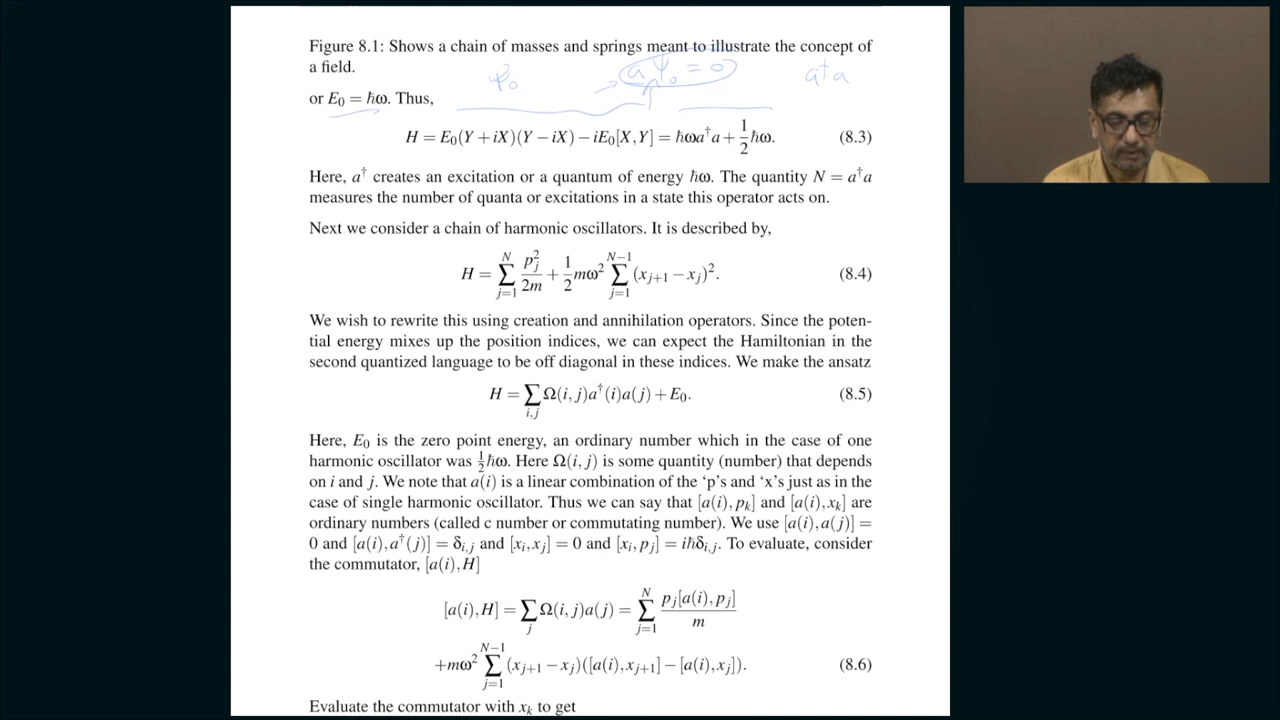 Figure 8.1: Shows a chain of masses and springs meant to illustrate the concept of
a field.
ψ₀ a ψ₀ = 0 a†a
or E₀ = ℏω. Thus,
H = E₀(Y + iX)(Y − iX) − iE₀[X,Y] = ℏωa†a + 1/2 ℏω. (8.3)
Here, a† creates an excitation or a quantum of energy ℏω. The quantity N = a†a
measures the number of quanta or excitations in a state this operator acts on.
Next we consider a chain of harmonic oscillators. It is described by,
H = ∑_{j=1}^{N} p_j²/2m + 1/2 mω² ∑_{j=1}^{N−1} (x_{j+1} − x_j)². (8.4)
We wish to rewrite this using creation and annihilation operators. Since the poten-
tial energy mixes up the position indices, we can expect the Hamiltonian in the
second quantized language to be off diagonal in these indices. We make the ansatz
H = ∑_{i,j} Ω(i, j)a†(i)a(j) + E₀. (8.5)
Here, E₀ is the zero point energy, an ordinary number which in the case of one
harmonic oscillator was 1/2 ℏω. Here Ω(i, j) is some quantity (number) that depends
on i and j. We note that a(i) is a linear combination of the ‘p’s and ‘x’s just as in the
case of single harmonic oscillator. Thus we can say that [a(i), p_k] and [a(i), x_k] are
ordinary numbers (called c number or commutating number). We use [a(i), a(j)] =
0 and [a(i), a†(j)] = δ_{i,j} and [x_i, x_j] = 0 and [x_i, p_j] = iℏδ_{i,j}. To evaluate, consider
the commutator, [a(i), H]
[a(i), H] = ∑_j Ω(i, j)a(j) = ∑_{j=1}^{N} p_j[a(i), p_j]/m
+mω² ∑_{j=1}^{N−1} (x_{j+1} − x_j)([a(i), x_{j+1}] − [a(i), x_j]). (8.6)
Evaluate the commutator with x_k to get